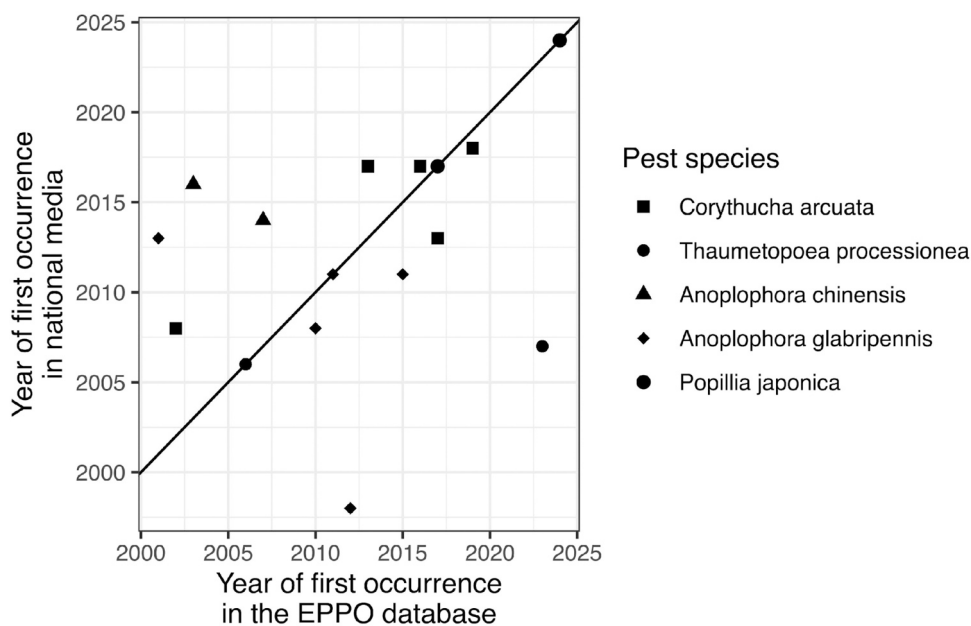 2025
2020
2015
2010
2005
2000
Year of first occurrence
in national media
2000
2005
2010
2015
2020
2025
Year of first occurrence
in the EPPO database
Pest species
Corythucha arcuata
Thaumetopoea processionea
Anoplophora chinensis
Anoplophora glabripennis
Popillia japonica